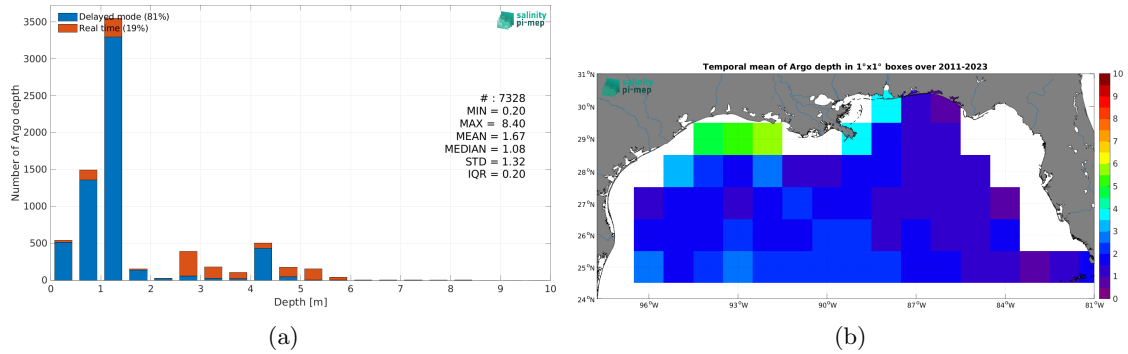 Delayed mode (81%)
Real time (19%)
salinity
pi-mep
# : 7328
MIN = 0.20
MAX = 8.40
MEAN = 1.67
MEDIAN = 1.08
STD = 1.32
IQR = 0.20
Number of Argo depth
3500
3000
2500
2000
1500
1000
500
0
0 1 2 3 4 5 6 7 8 9 10
Depth [m]
(a)
Temporal mean of Argo depth in 1°x1° boxes over 2011-2023
salinity
pi-mep
31°N
30°N
29°N
28°N
27°N
26°N
25°N
24°N
96°W 93°W 90°W 87°W 84°W 81°W
10
9
8
7
6
5
4
3
2
1
0
(b)